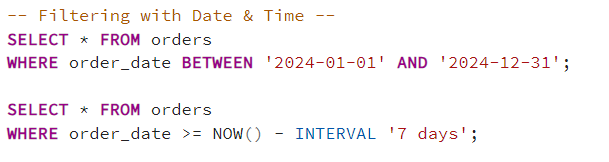 -- Filtering with Date & Time --
SELECT * FROM orders
WHERE order_date BETWEEN '2024-01-01' AND '2024-12-31';
SELECT * FROM orders
WHERE order_date >= NOW() - INTERVAL '7 days';